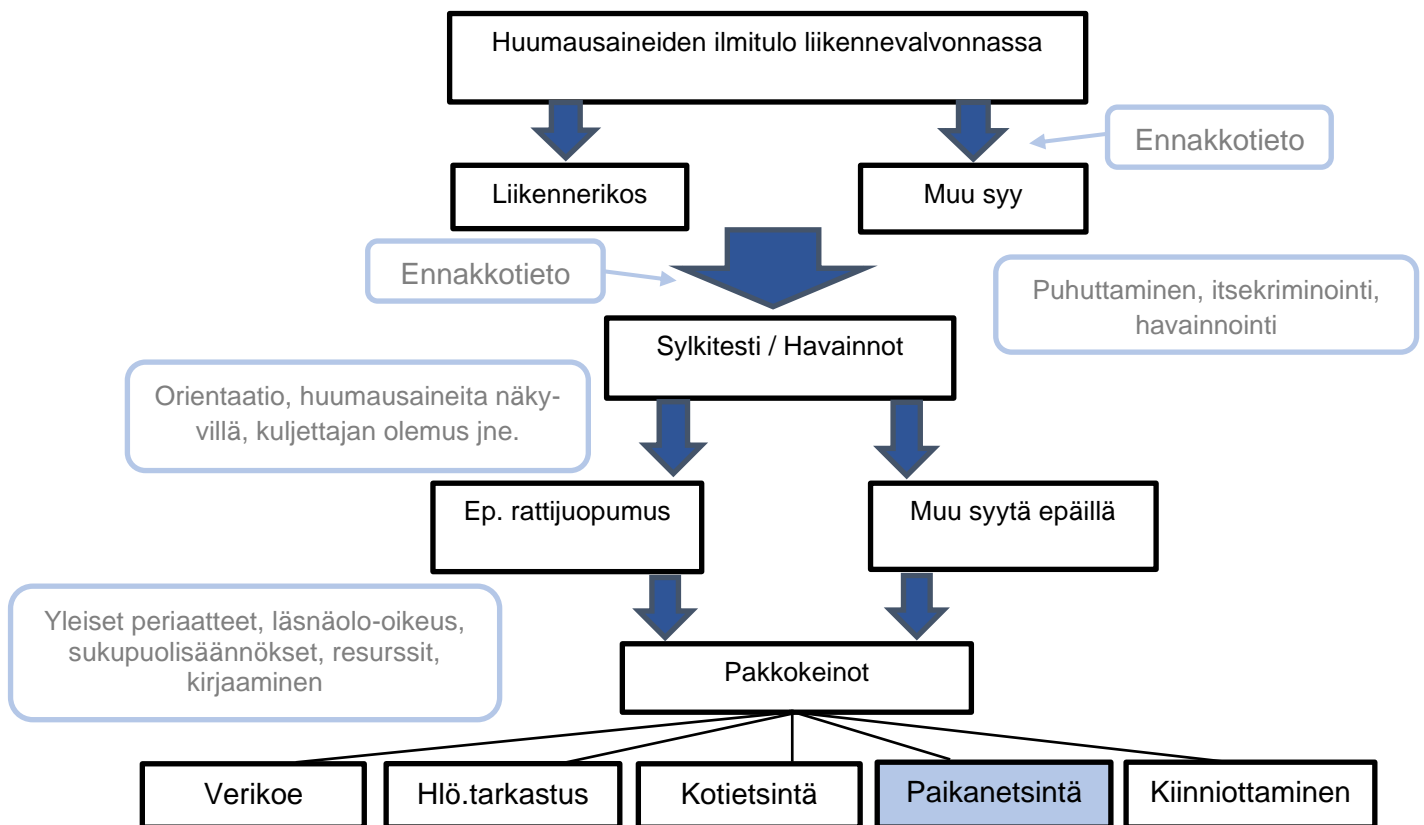 Huumausaineiden ilmitulo liikennevalvonnassa
Ennakkotieto
Liikennerikos
Muu syy
Ennakkotieto
Puhuttaminen, itsekriminointi,
havainnointi
Sylkitesti / Havainnot
Orientaatio, huumausaineita näky-
villä, kuljettajan olemus jne.
Ep. rattijuopumus
Muu syytä epäillä
Yleiset periaatteet, läsnäolo-oikeus,
sukupuolisäännökset, resurssit,
kirjaaminen
Pakkokeinot
Verikoe
Hlö.tarkastus
Kotietsintä
Paikanetsintä
Kiinniottaminen